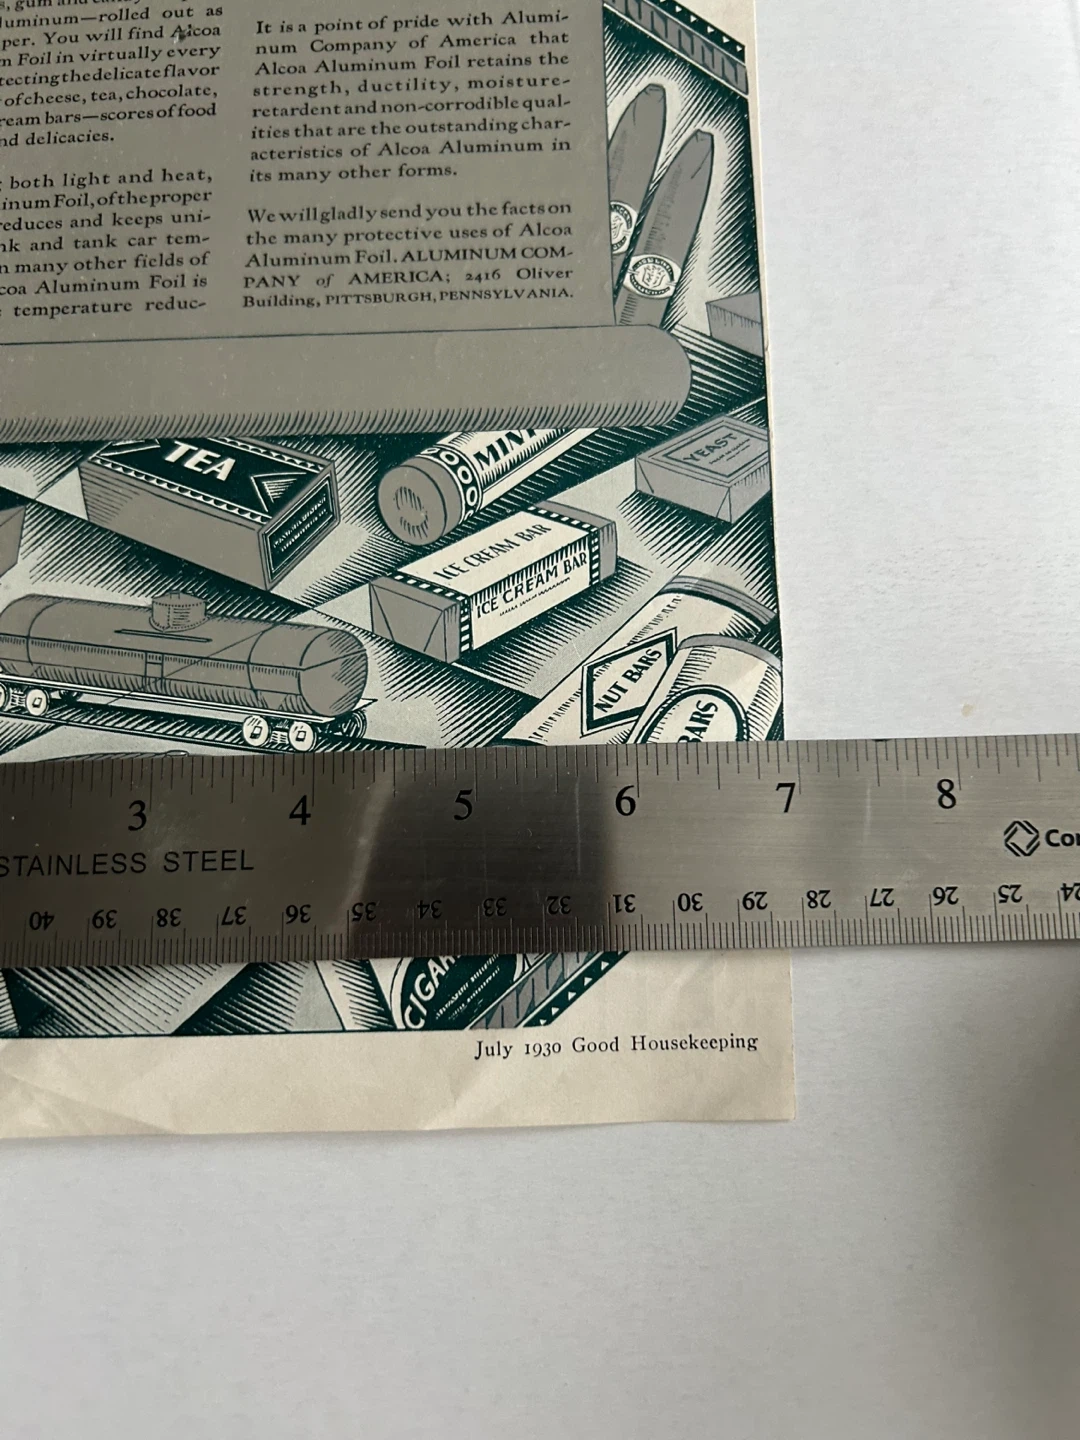 luminum—rolled out as
per. You will find Alcoa
m Foil in virtually every
tecting the delicate flavor
of cheese, tea, chocolate,
ream bars—scores of food
nd delicacies.
both light and heat,
inum Foil, of the proper
reduces and keeps uni-
nk and tank car tem-
n many other fields of
coa Aluminum Foil is
temperature reduc-
It is a point of pride with Alumi-
num Company of America that
Alcoa Aluminum Foil retains the
strength, ductility, moisture-
retardent and non-corrodible qual-
ities that are the outstanding char-
acteristics of Alcoa Aluminum in
its many other forms.
We will gladly send you the facts on
the many protective uses of Alcoa
Aluminum Foil. ALUMINUM COM-
PANY of AMERICA; 2416 Oliver
Building, PITTSBURGH, PENNSYLVANIA.
TEA
MINT
YEAST
ICE CREAM BAR
ICE CREAM BAR
NUT BARS
BARS
3 4 5 6 7 8
STAINLESS STEEL
Cor
40 39 38 37 36 35 34 33 32 31 30 29 28 27 26 25 24
CIGAR
July 1930 Good Housekeeping